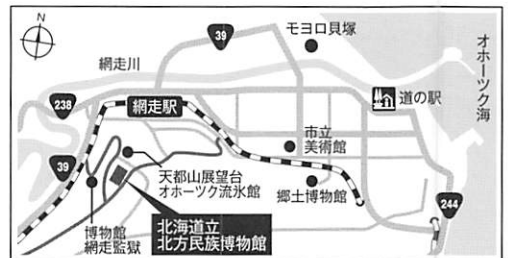 N
39
モヨロ貝塚
オホーツク海
網走川
238
網走駅
道の駅
市立
美術館
39
天都山展望台
オホーツク流氷館
郷土博物館
244
博物館
網走監獄
北海道立
北方民族博物館